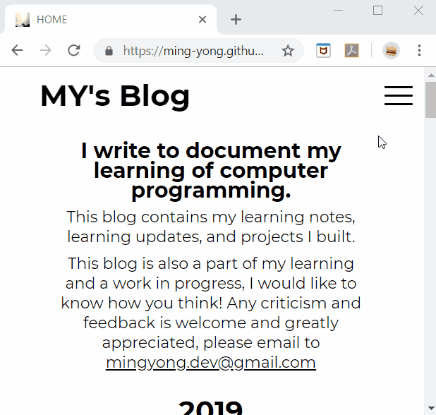 HOME
https://ming-yong.githu...
MY's Blog
I write to document my
learning of computer
programming.
This blog contains my learning notes,
learning updates, and projects I built.
This blog is also a part of my learning
and a work in progress, I would like to
know how you think! Any criticism and
feedback is welcome and greatly
appreciated, please email to
mingyong.dev@gmail.com
2019